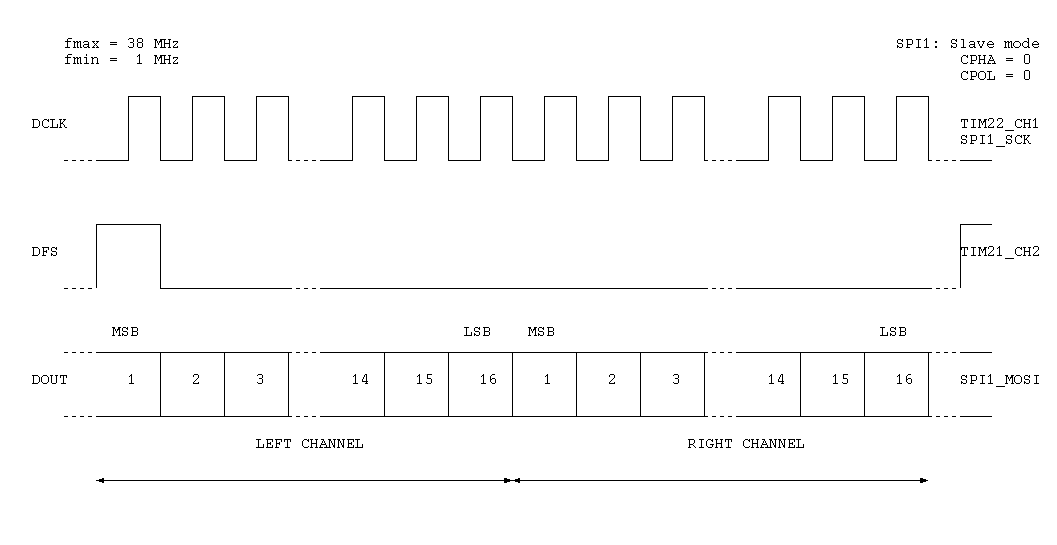 fmax = 38 MHz
fmin =  1 MHz
SPI1: Slave mode
CPHA = 0
CPOL = 0
DCLK
TIM22_CH1
SPI1_SCK
DFS
TIM21_CH2
MSB LSB MSB LSB
DOUT 1 2 3 14 15 16 1 2 3 14 15 16 SPI1_MOSI
LEFT CHANNEL RIGHT CHANNEL